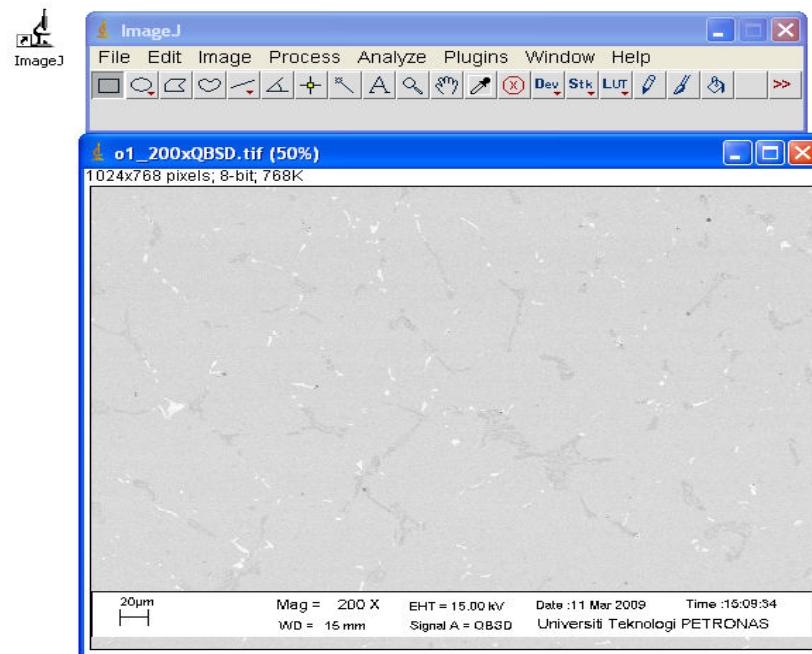 ImageJ
ImageJ
File Edit Image Process Analyze Plugins Window Help
A Dev Stk LUT >>
o1_200xQBSD.tif (50%)
1024x768 pixels; 8-bit; 768K
20µm Mag = 200 X EHT = 15.00 kV Date :11 Mar 2009 Time :15:09:34
WD = 15 mm Signal A = QBSD Universiti Teknologi PETRONAS